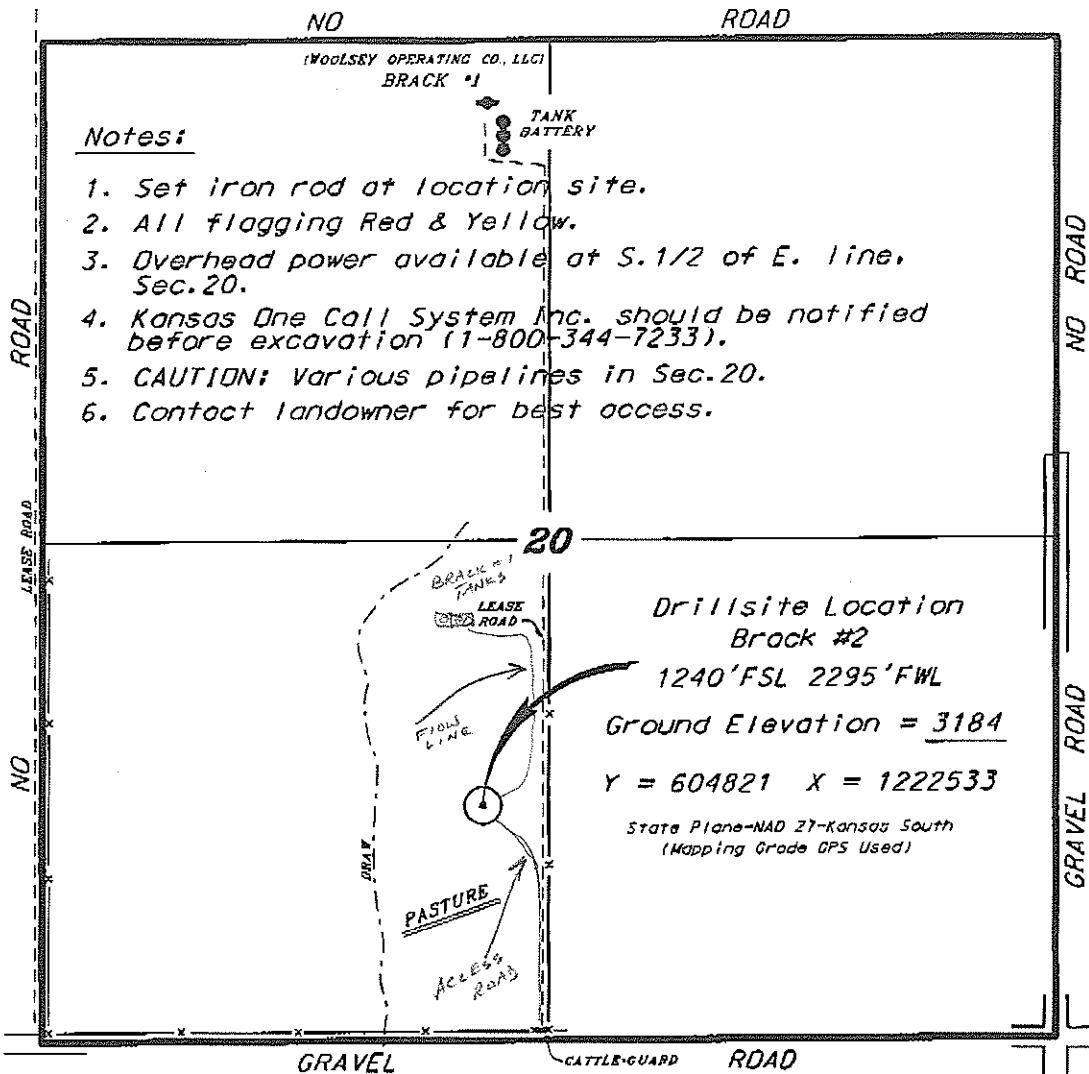 NO ROAD
(WOOLSEY OPERATING CO., LLC)
BRACK #1
TANK
BATTERY
Notes:
1. Set iron rod at location site.
2. All flagging Red & Yellow.
3. Overhead power available at S.1/2 of E. line,
Sec.20.
4. Kansas One Call System Inc. should be notified
before excavation (1-800-344-7233).
5. CAUTION: Various pipelines in Sec.20.
6. Contact landowner for best access.
ROAD
NO ROAD
LEASE ROAD
20
BRACK #1
TANKS
LEASE
ROAD
Drillsite Location
Brack #2
1240'FSL 2295'FWL
Ground Elevation = 3184
Y = 604821 X = 1222533
State Plane-NAD 27-Kansas South
(Mapping Grade GPS Used)
FLOW
LINE
NO
DRAW
PASTURE
ACCESS
ROAD
GRAVEL ROAD
GRAVEL
CATTLE-GUARD
ROAD